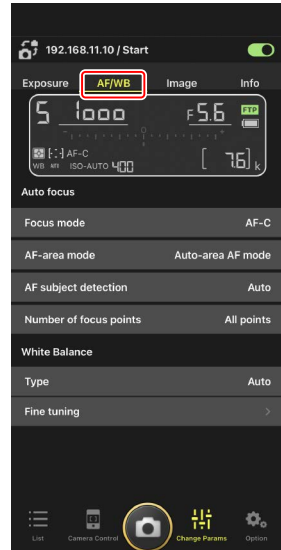 192.168.11.10 / Start
Exposure AF/WB Image Info
S 1000 F5.6 FTP
AF-C
WB ISO-AUTO 400 [ 7.6] k
Auto focus
Focus mode AF-C
AF-area mode Auto-area AF mode
AF subject detection Auto
Number of focus points All points
White Balance
Type Auto
Fine tuning >
List Camera Control Change Params Option